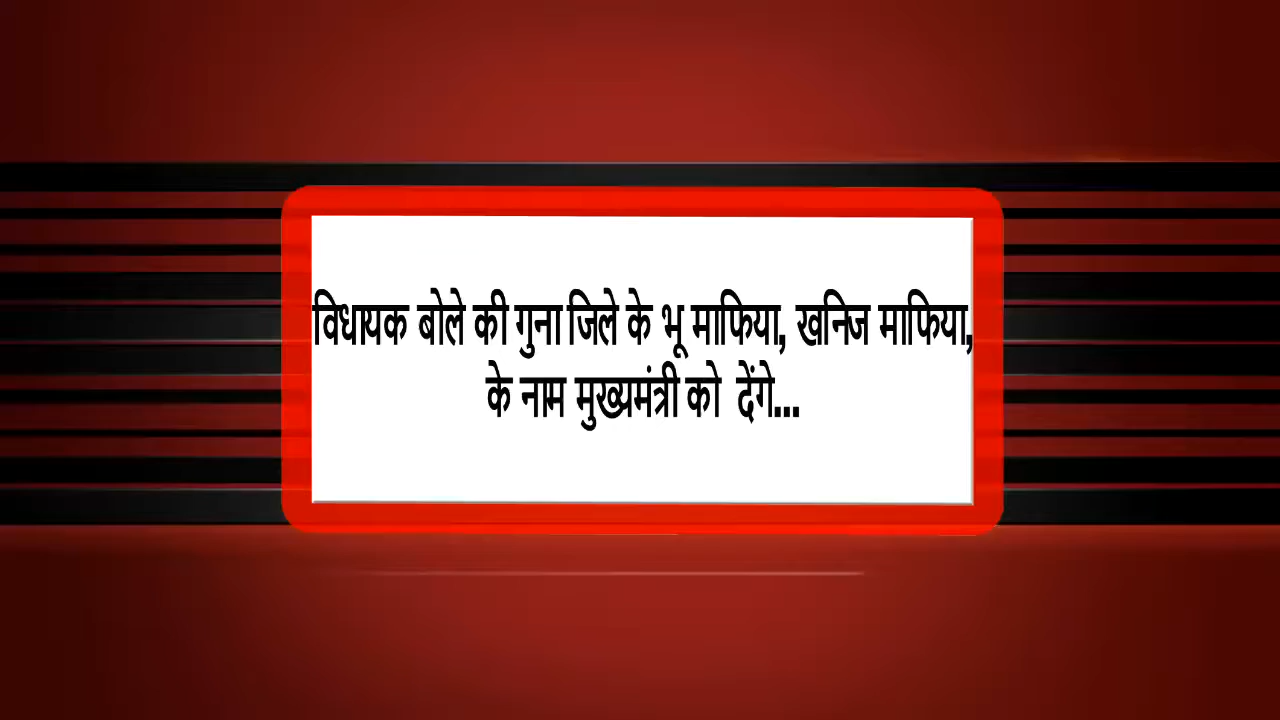 विधायक बोले की गुना जिले के भू माफिया, खनिज माफिया,
के नाम मुख्यमंत्री को देंगे...